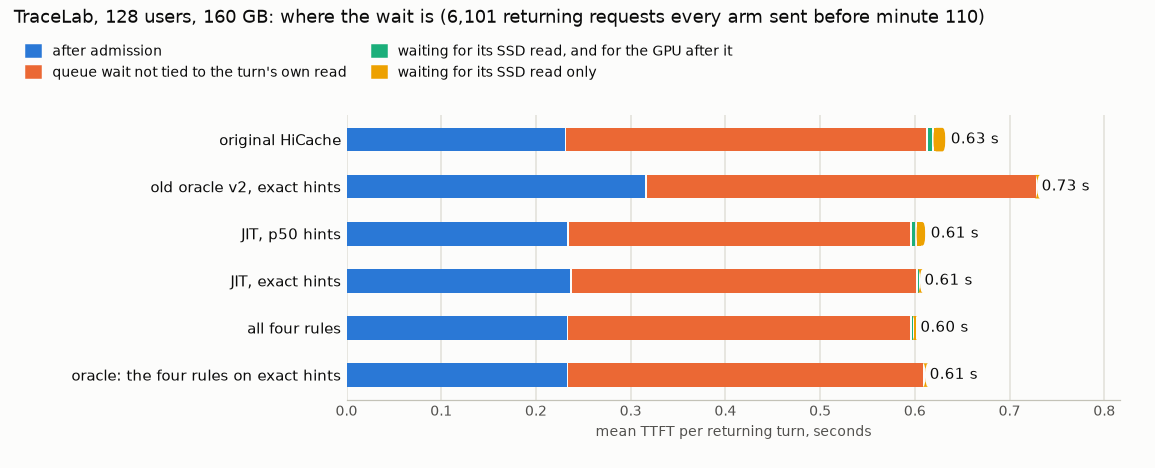 TraceLab, 128 users, 160 GB: where the wait is (6,101 returning requests every arm sent before minute 110)
after admission
queue wait not tied to the turn's own read
waiting for its SSD read, and for the GPU after it
waiting for its SSD read only
original HiCache
0.63 s
old oracle v2, exact hints
0.73 s
JIT, p50 hints
0.61 s
JIT, exact hints
0.61 s
all four rules
0.60 s
oracle: the four rules on exact hints
0.61 s
0.0 0.1 0.2 0.3 0.4 0.5 0.6 0.7 0.8
mean TTFT per returning turn, seconds